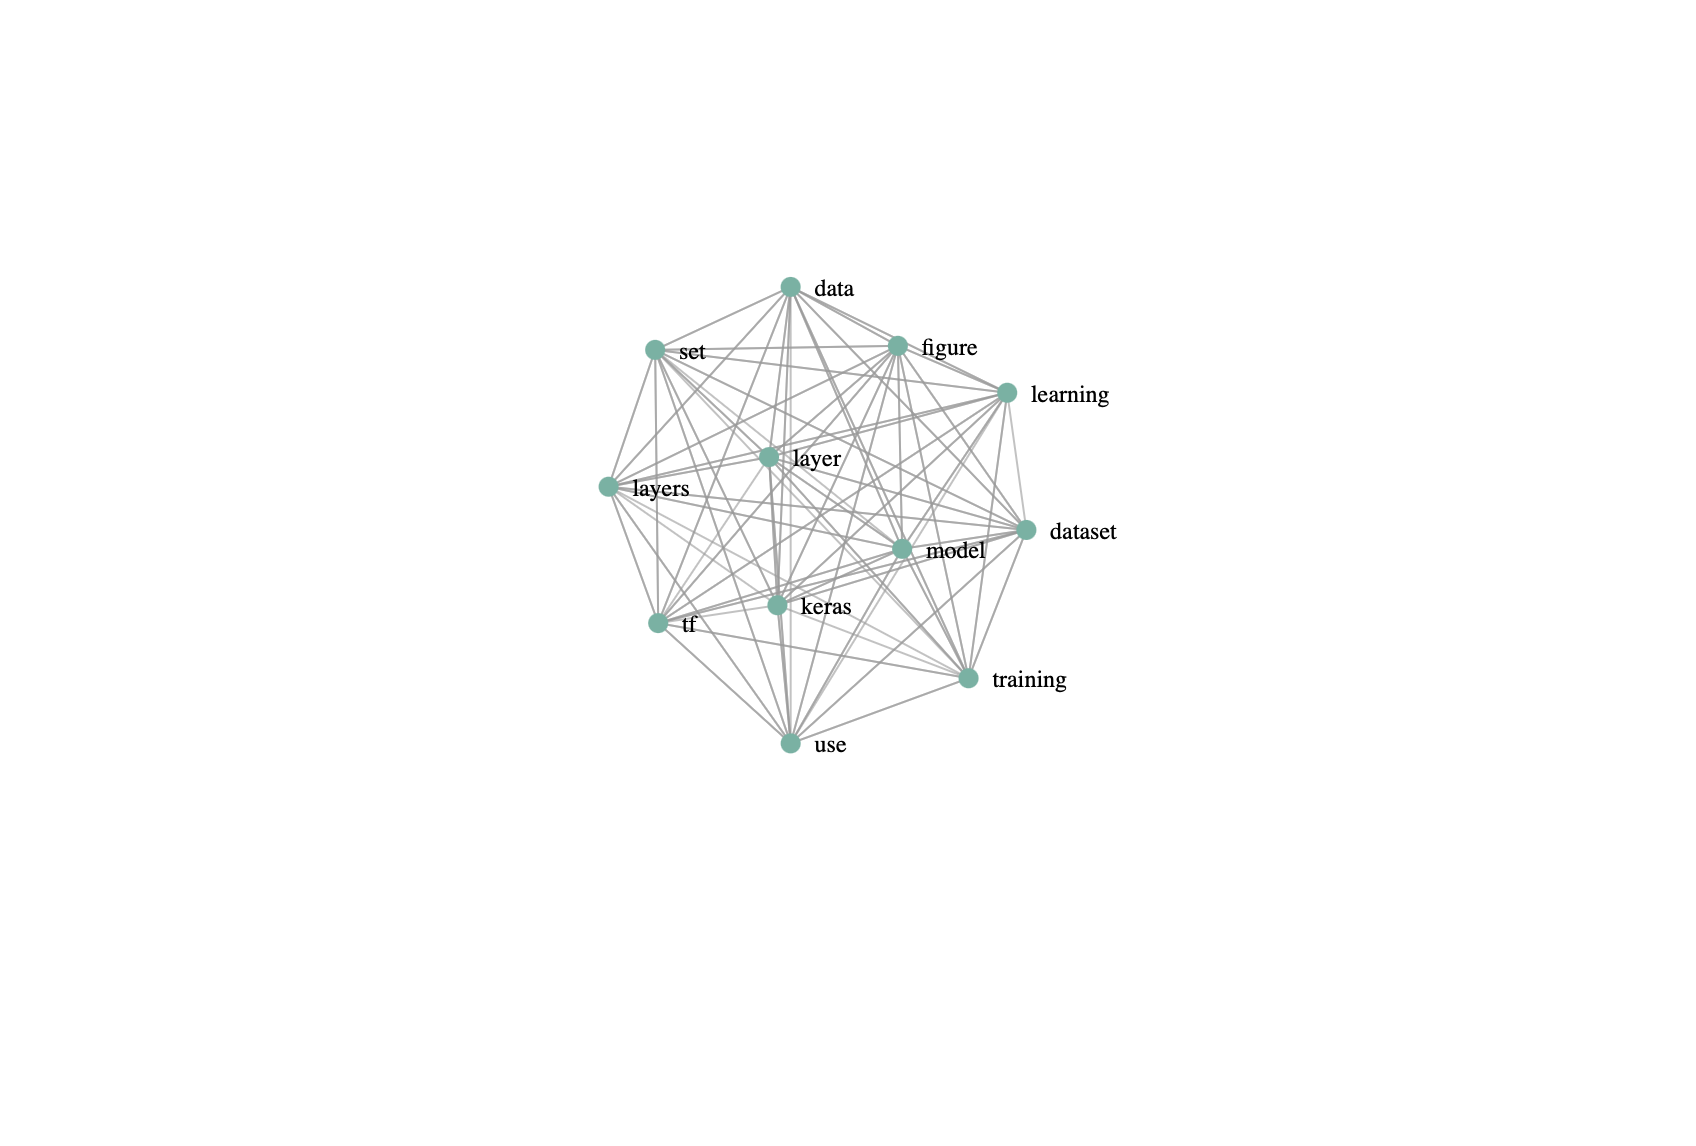 data
figure
set
learning
layer
layers
dataset
model
keras
tf
training
use